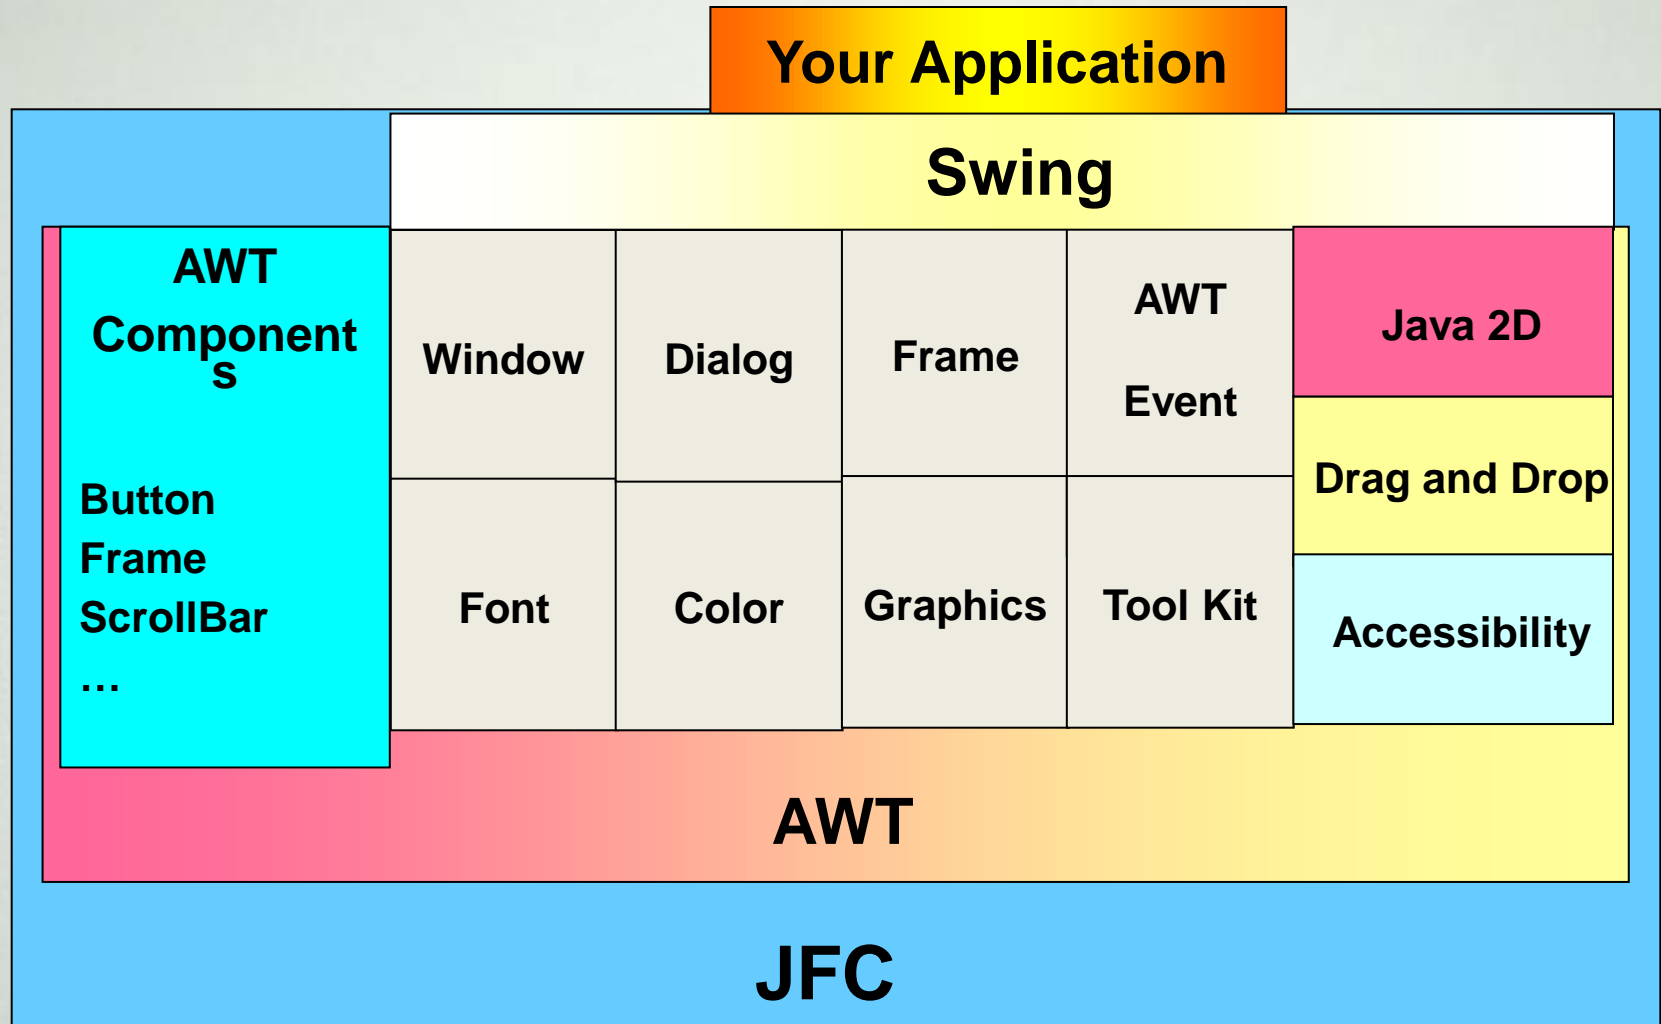 Your Application
Swing
AWT
Component
s
Button
Frame
ScrollBar
…
Window
Dialog
Frame
AWT
Event
Font
Color
Graphics
Tool Kit
Java 2D
Drag and Drop
Accessibility
AWT
JFC